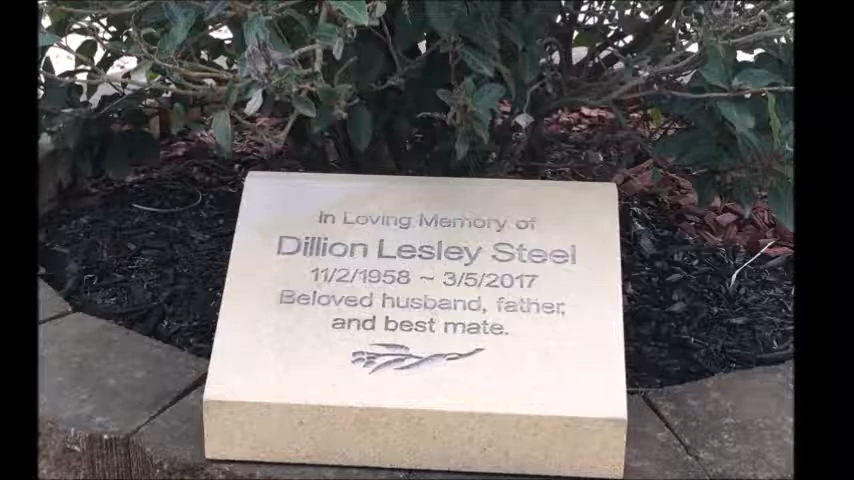 In Loving Memory of
Dillion Lesley Steel
11/2/1958 ~ 3/5/2017
Beloved husband, father,
and best mate.